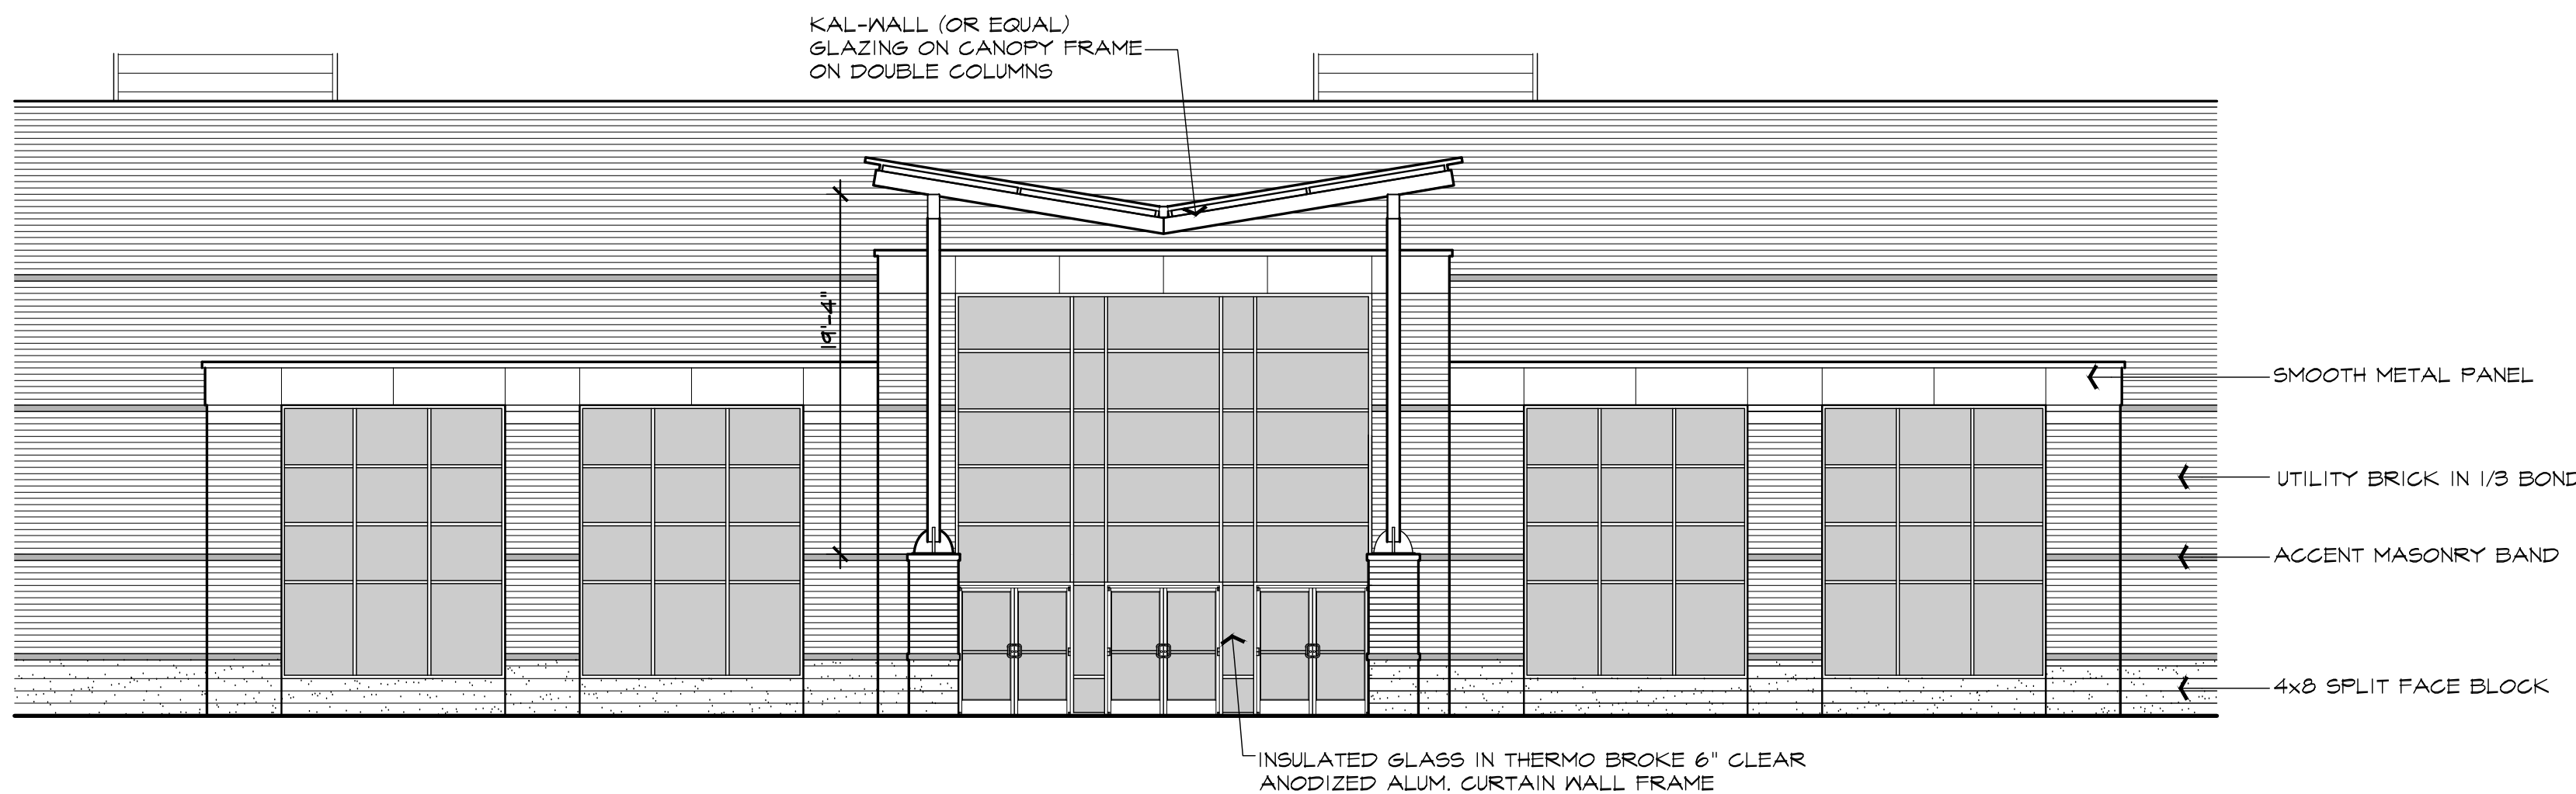 KAL-WALL (OR EQUAL)
GLAZING ON CANOPY FRAME
ON DOUBLE COLUMNS
19'-4"
SMOOTH METAL PANEL
UTILITY BRICK IN 1/3 BOND
ACCENT MASONRY BAND
4x8 SPLIT FACE BLOCK
INSULATED GLASS IN THERMO BROKE 6" CLEAR
ANODIZED ALUM. CURTAIN WALL FRAME